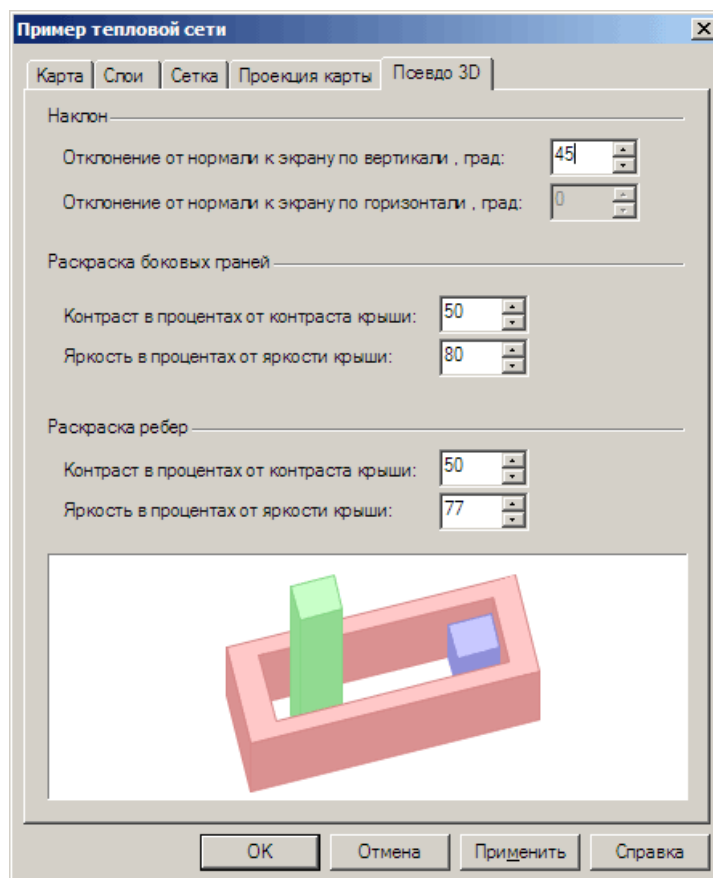 Пример тепловой сети
Карта Слои Сетка Проекция карты Псевдо 3D
Наклон
Отклонение от нормали к экрану по вертикали , град: 45
Отклонение от нормали к экрану по горизонтали , град: 0
Раскраска боковых граней
Контраст в процентах от контраста крыши: 50
Яркость в процентах от яркости крыши: 80
Раскраска ребер
Контраст в процентах от контраста крыши: 50
Яркость в процентах от яркости крыши: 77
OK Отмена Применить Справка